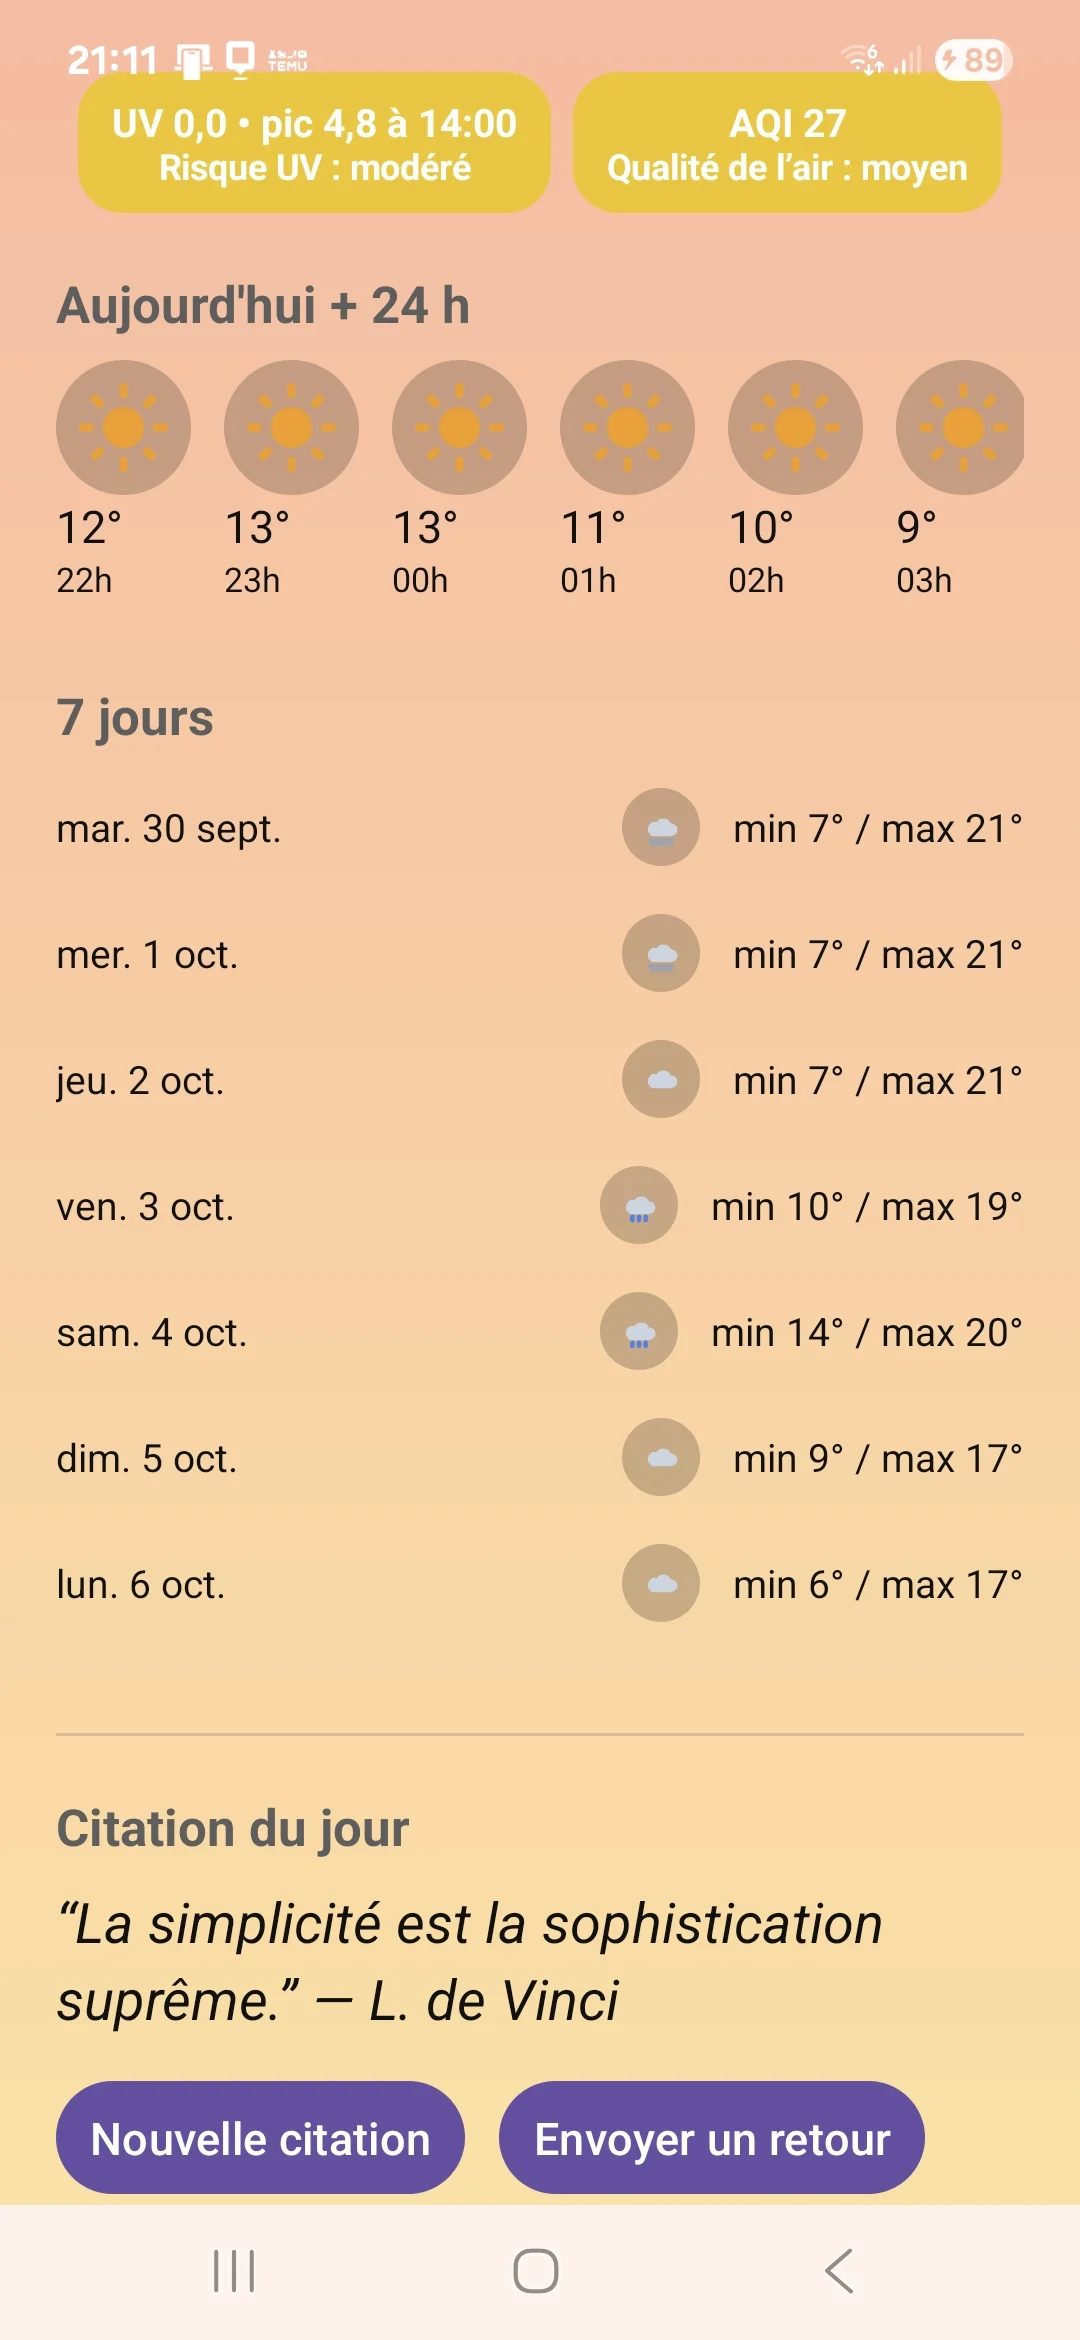 21:11 TEMU 6 89
UV 0,0 • pic 4,8 à 14:00
Risque UV : modéré
AQI 27
Qualité de l’air : moyen
Aujourd'hui + 24 h
12° 13° 13° 11° 10° 9°
22h 23h 00h 01h 02h 03h
7 jours
mar. 30 sept. min 7° / max 21°
mer. 1 oct. min 7° / max 21°
jeu. 2 oct. min 7° / max 21°
ven. 3 oct. min 10° / max 19°
sam. 4 oct. min 14° / max 20°
dim. 5 oct. min 9° / max 17°
lun. 6 oct. min 6° / max 17°
Citation du jour
“La simplicité est la sophistication
suprême.” — L. de Vinci
Nouvelle citation Envoyer un retour